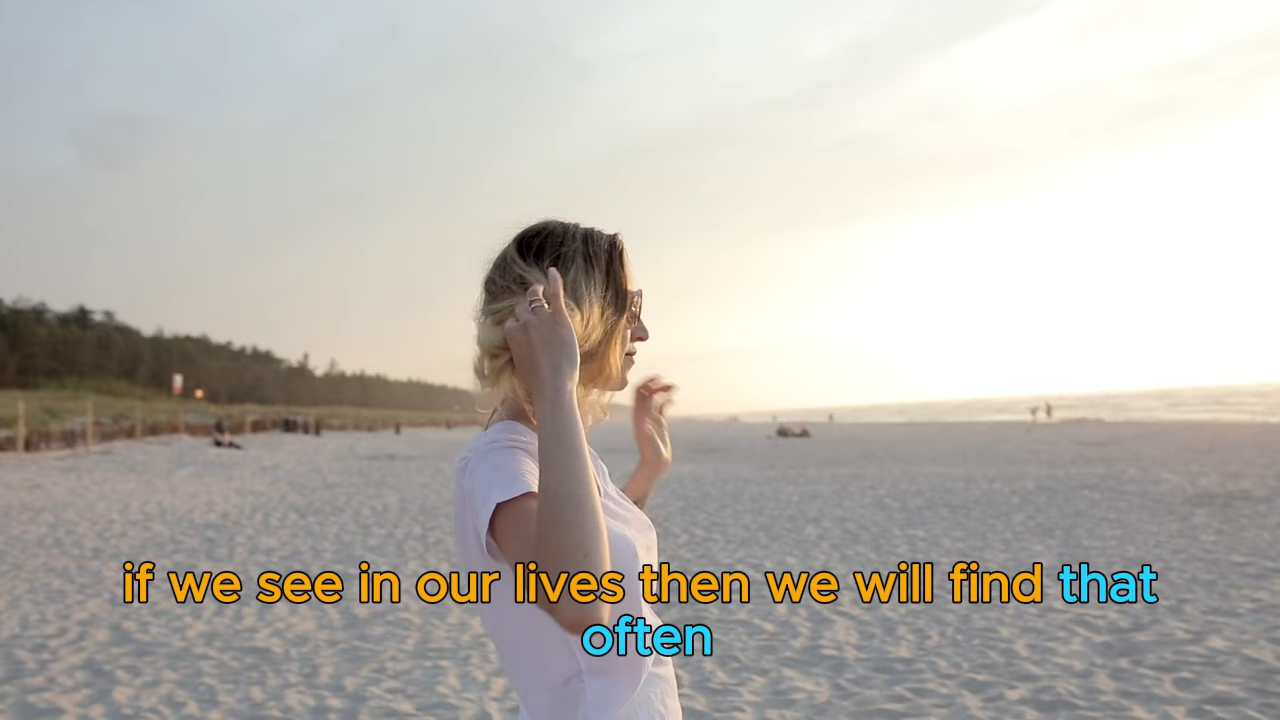 if we see in our lives then we will find that
often